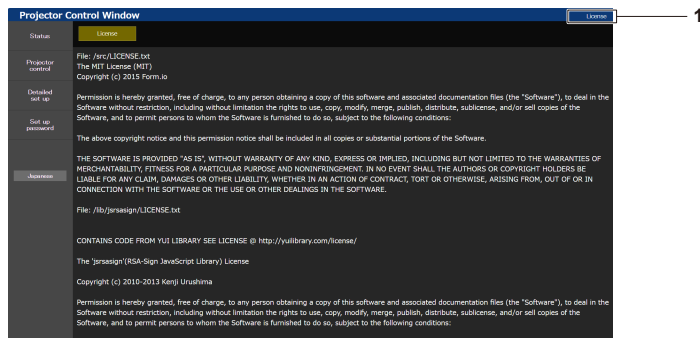 Projector Control Window
License
1
Status
License
Projector
control
Detailed
set up
Set up
password
Japanese
File: /src/LICENSE.txt
The MIT License (MIT)
Copyright (c) 2015 Form.io
Permission is hereby granted, free of charge, to any person obtaining a copy of this software and associated documentation files (the "Software"), to deal in the
Software without restriction, including without limitation the rights to use, copy, modify, merge, publish, distribute, sublicense, and/or sell copies of the
Software, and to permit persons to whom the Software is furnished to do so, subject to the following conditions:
The above copyright notice and this permission notice shall be included in all copies or substantial portions of the Software.
THE SOFTWARE IS PROVIDED "AS IS", WITHOUT WARRANTY OF ANY KIND, EXPRESS OR IMPLIED, INCLUDING BUT NOT LIMITED TO THE WARRANTIES OF
MERCHANTABILITY, FITNESS FOR A PARTICULAR PURPOSE AND NONINFRINGEMENT. IN NO EVENT SHALL THE AUTHORS OR COPYRIGHT HOLDERS BE
LIABLE FOR ANY CLAIM, DAMAGES OR OTHER LIABILITY, WHETHER IN AN ACTION OF CONTRACT, TORT OR OTHERWISE, ARISING FROM, OUT OF OR IN
CONNECTION WITH THE SOFTWARE OR THE USE OR OTHER DEALINGS IN THE SOFTWARE.
File: /lib/jsrsasign/LICENSE.txt
CONTAINS CODE FROM YUI LIBRARY SEE LICENSE @ http://yuilibrary.com/license/
The 'jsrsasign'(RSA-Sign JavaScript Library) License
Copyright (c) 2010-2013 Kenji Urushima
Permission is hereby granted, free of charge, to any person obtaining a copy of this software and associated documentation files (the "Software"), to deal in the
Software without restriction, including without limitation the rights to use, copy, modify, merge, publish, distribute, sublicense, and/or sell copies of the
Software, and to permit persons to whom the Software is furnished to do so, subject to the following conditions: